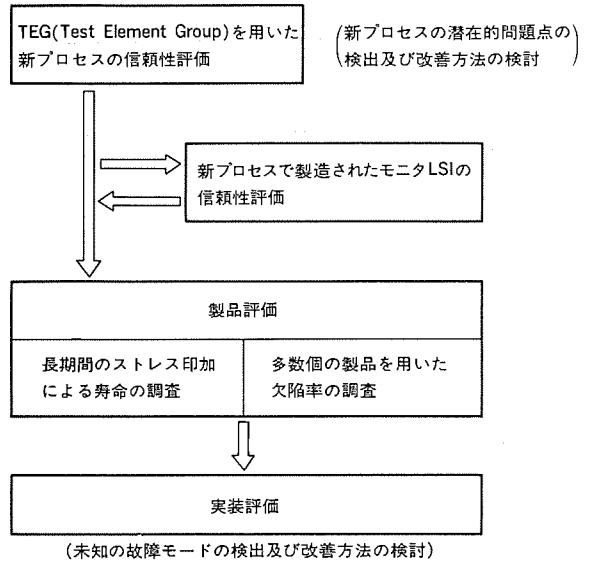 TEG(Test Element Group)を用いた
新プロセスの信頼性評価
(新プロセスの潜在的問題点の
検出及び改善方法の検討)
新プロセスで製造されたモニタLSIの
信頼性評価
製品評価
長期間のストレス印加
による寿命の調査
多数個の製品を用いた
欠陥率の調査
実装評価
(未知の故障モードの検出及び改善方法の検討)